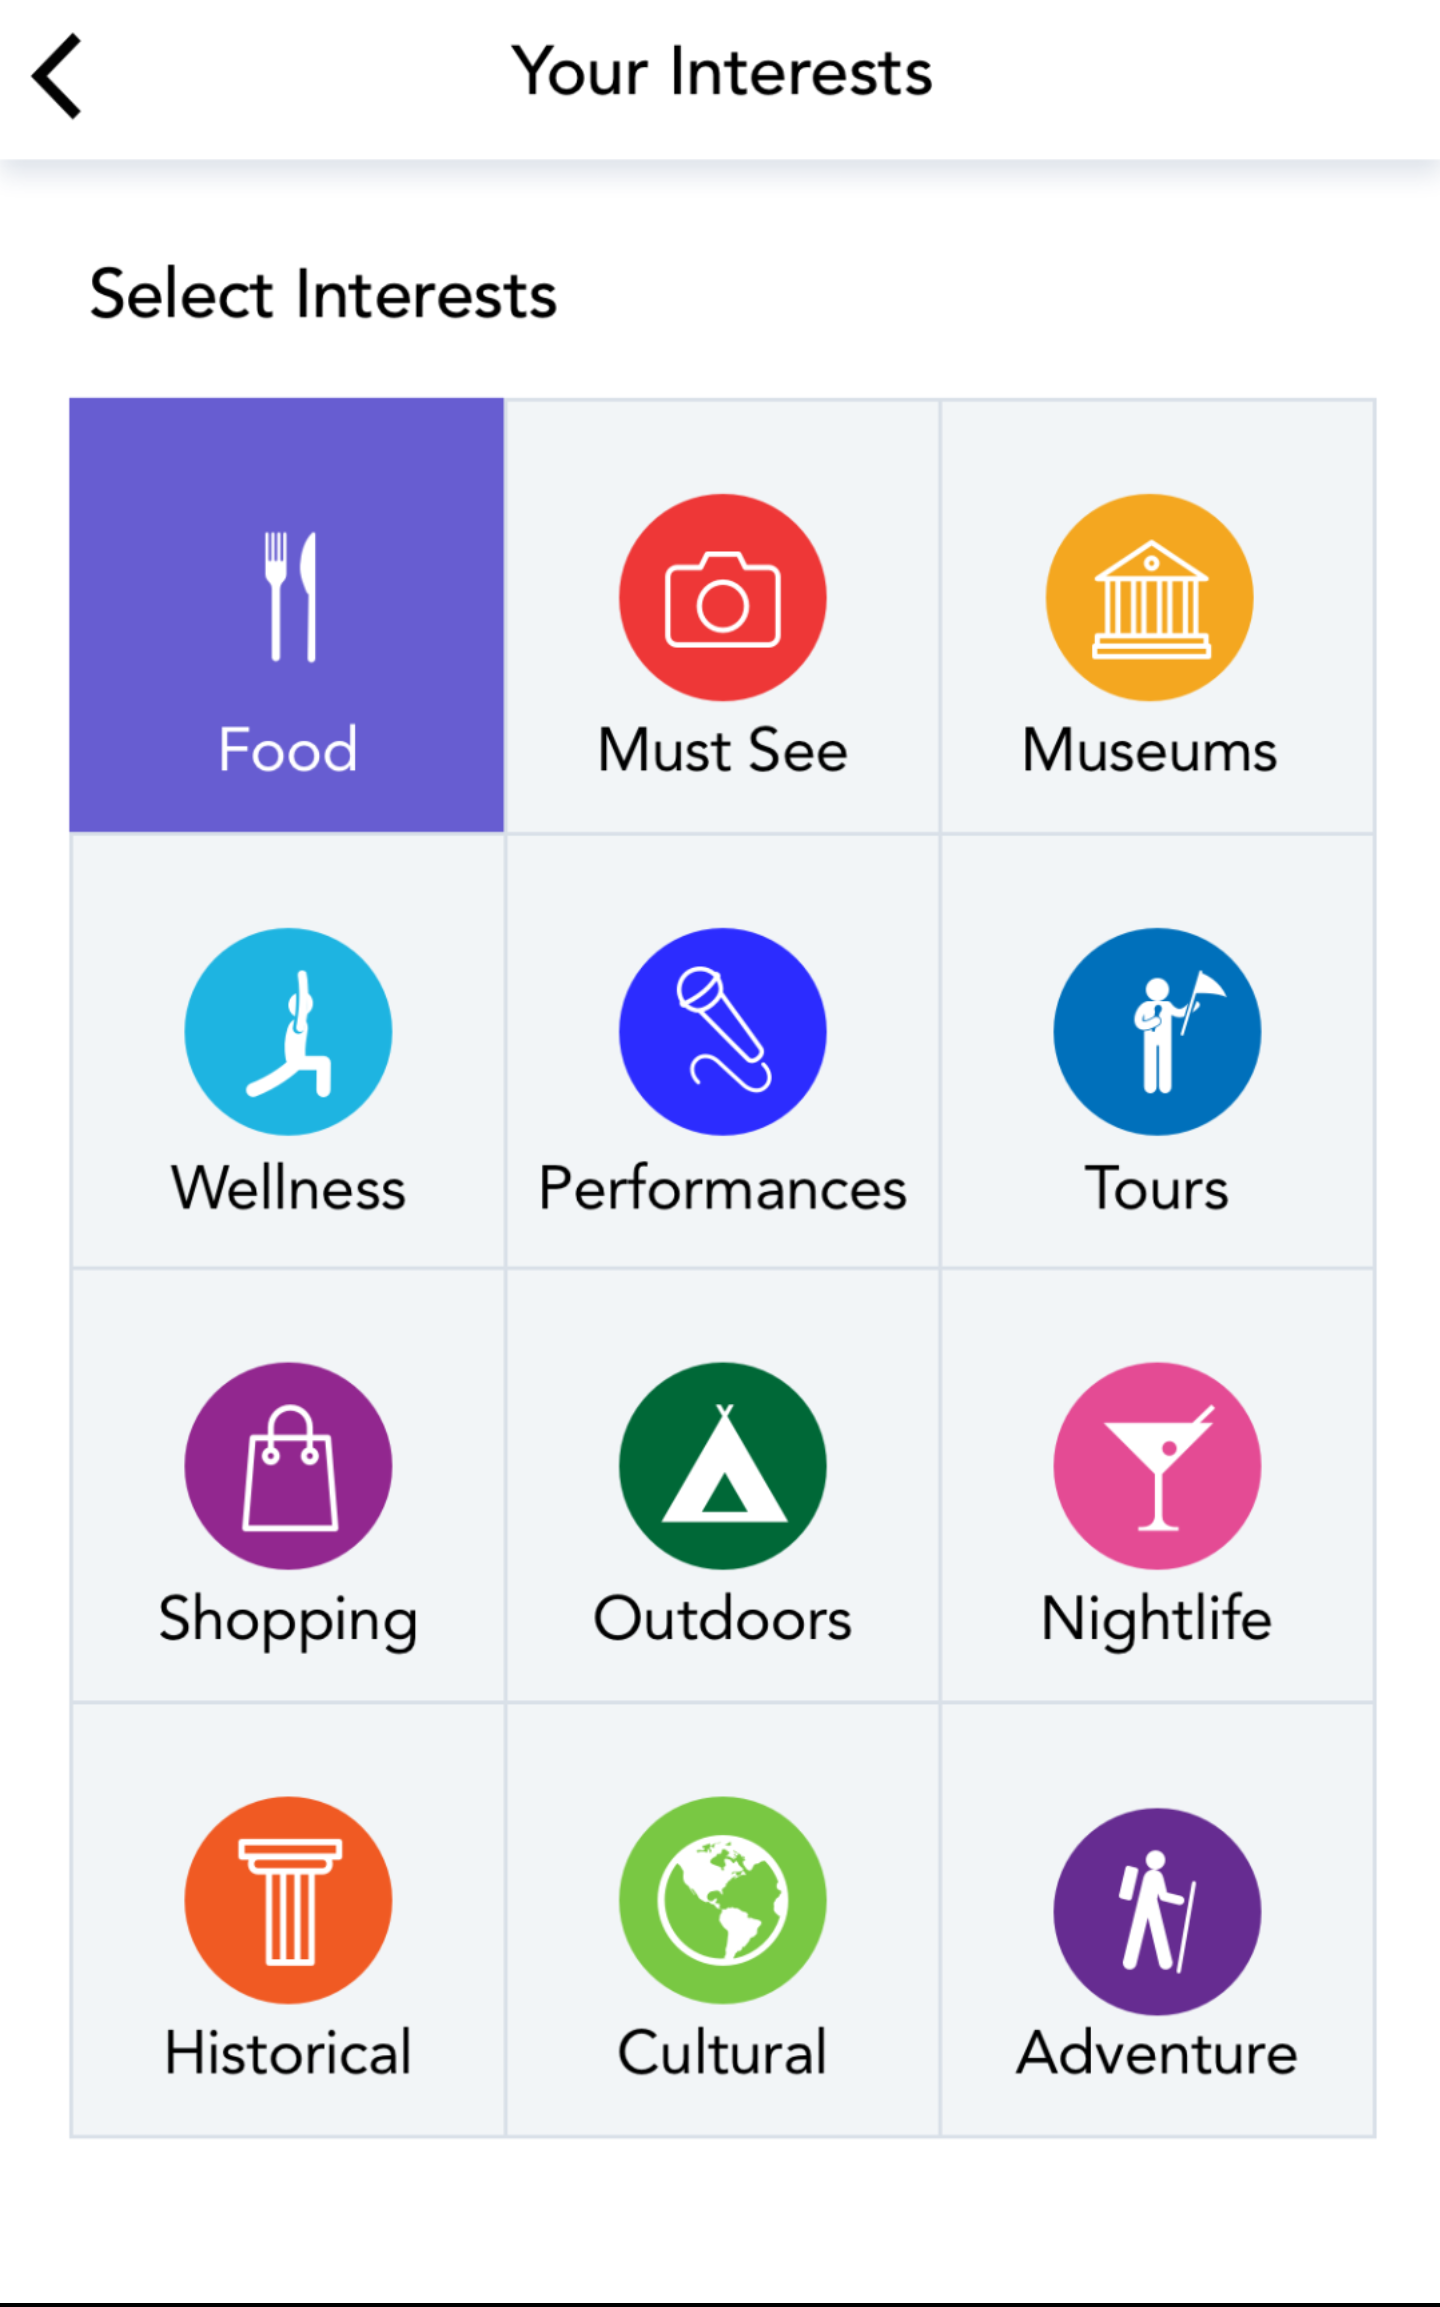 Your Interests
Select Interests
Food
Must See
Museums
Wellness
Performances
Tours
Shopping
Outdoors
Nightlife
Historical
Cultural
Adventure